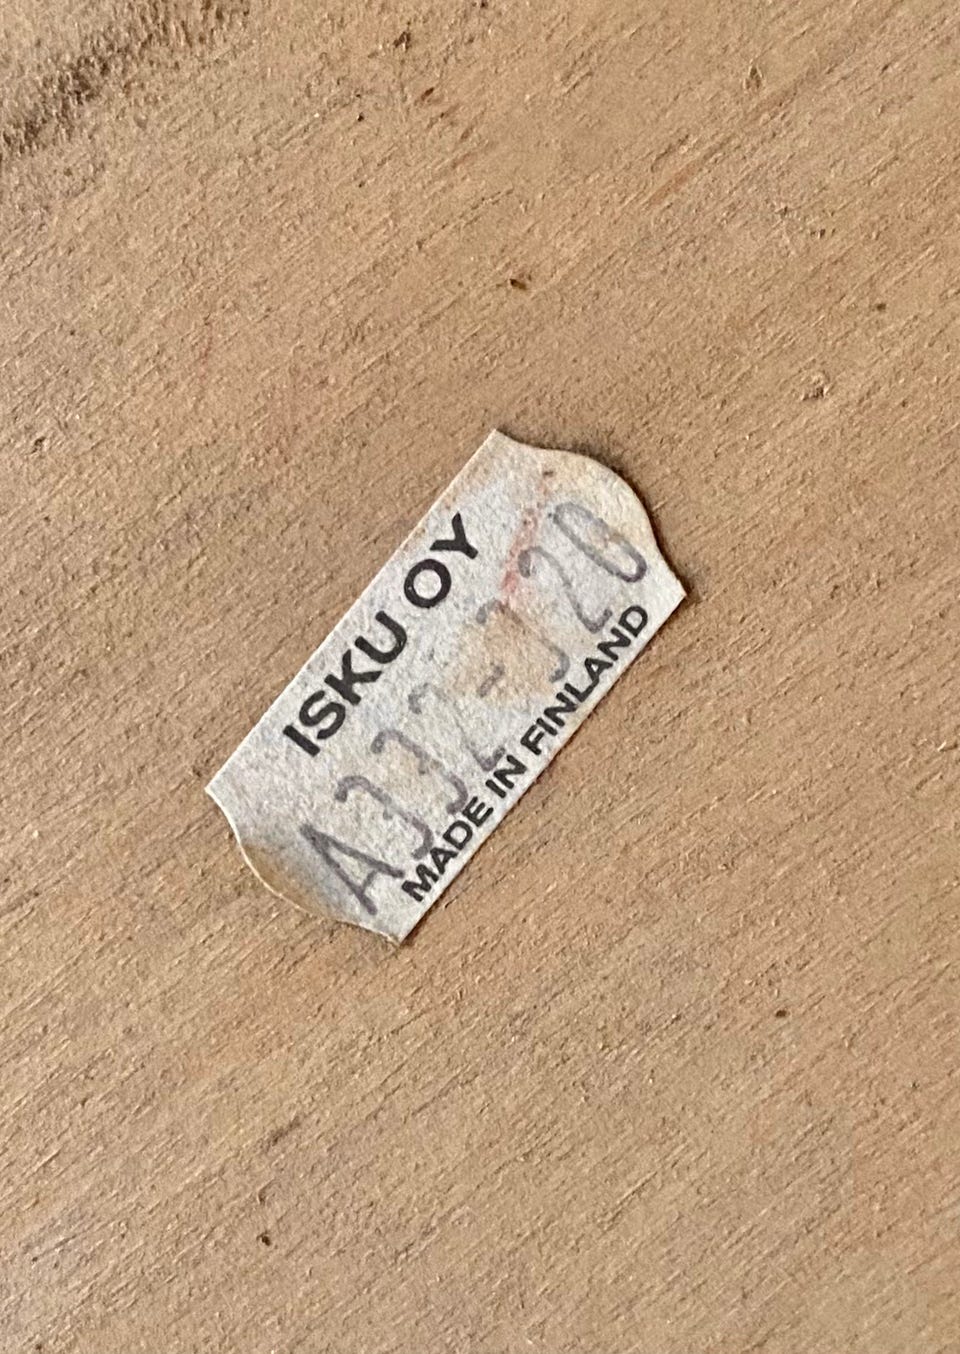 ISKU OY
A332-320
MADE IN FINLAND